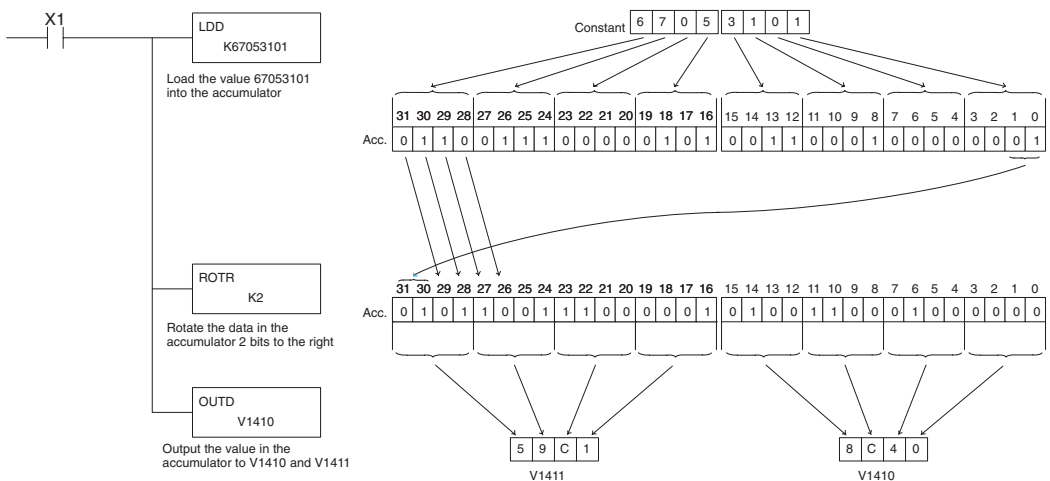 X1
LDD
K67053101
Load the value 67053101
into the accumulator
Constant 6 7 0 5 3 1 0 1
31 30 29 28 27 26 25 24 23 22 21 20 19 18 17 16 15 14 13 12 11 10 9 8 7 6 5 4 3 2 1 0
Acc. 0 1 1 0 0 1 1 1 0 0 0 0 0 1 0 1 0 0 1 1 0 0 0 1 0 0 0 0 0 0 0 1
ROTR
K2
Rotate the data in the
accumulator 2 bits to the right
31 30 29 28 27 26 25 24 23 22 21 20 19 18 17 16 15 14 13 12 11 10 9 8 7 6 5 4 3 2 1 0
Acc. 0 1 0 1 1 0 0 1 1 1 0 0 0 0 0 1 0 1 0 0 1 1 0 0 0 1 0 0 0 0 0 0
OUTD
V1410
Output the value in the
accumulator to V1410 and V1411
5 9 C 1
V1411
8 C 4 0
V1410